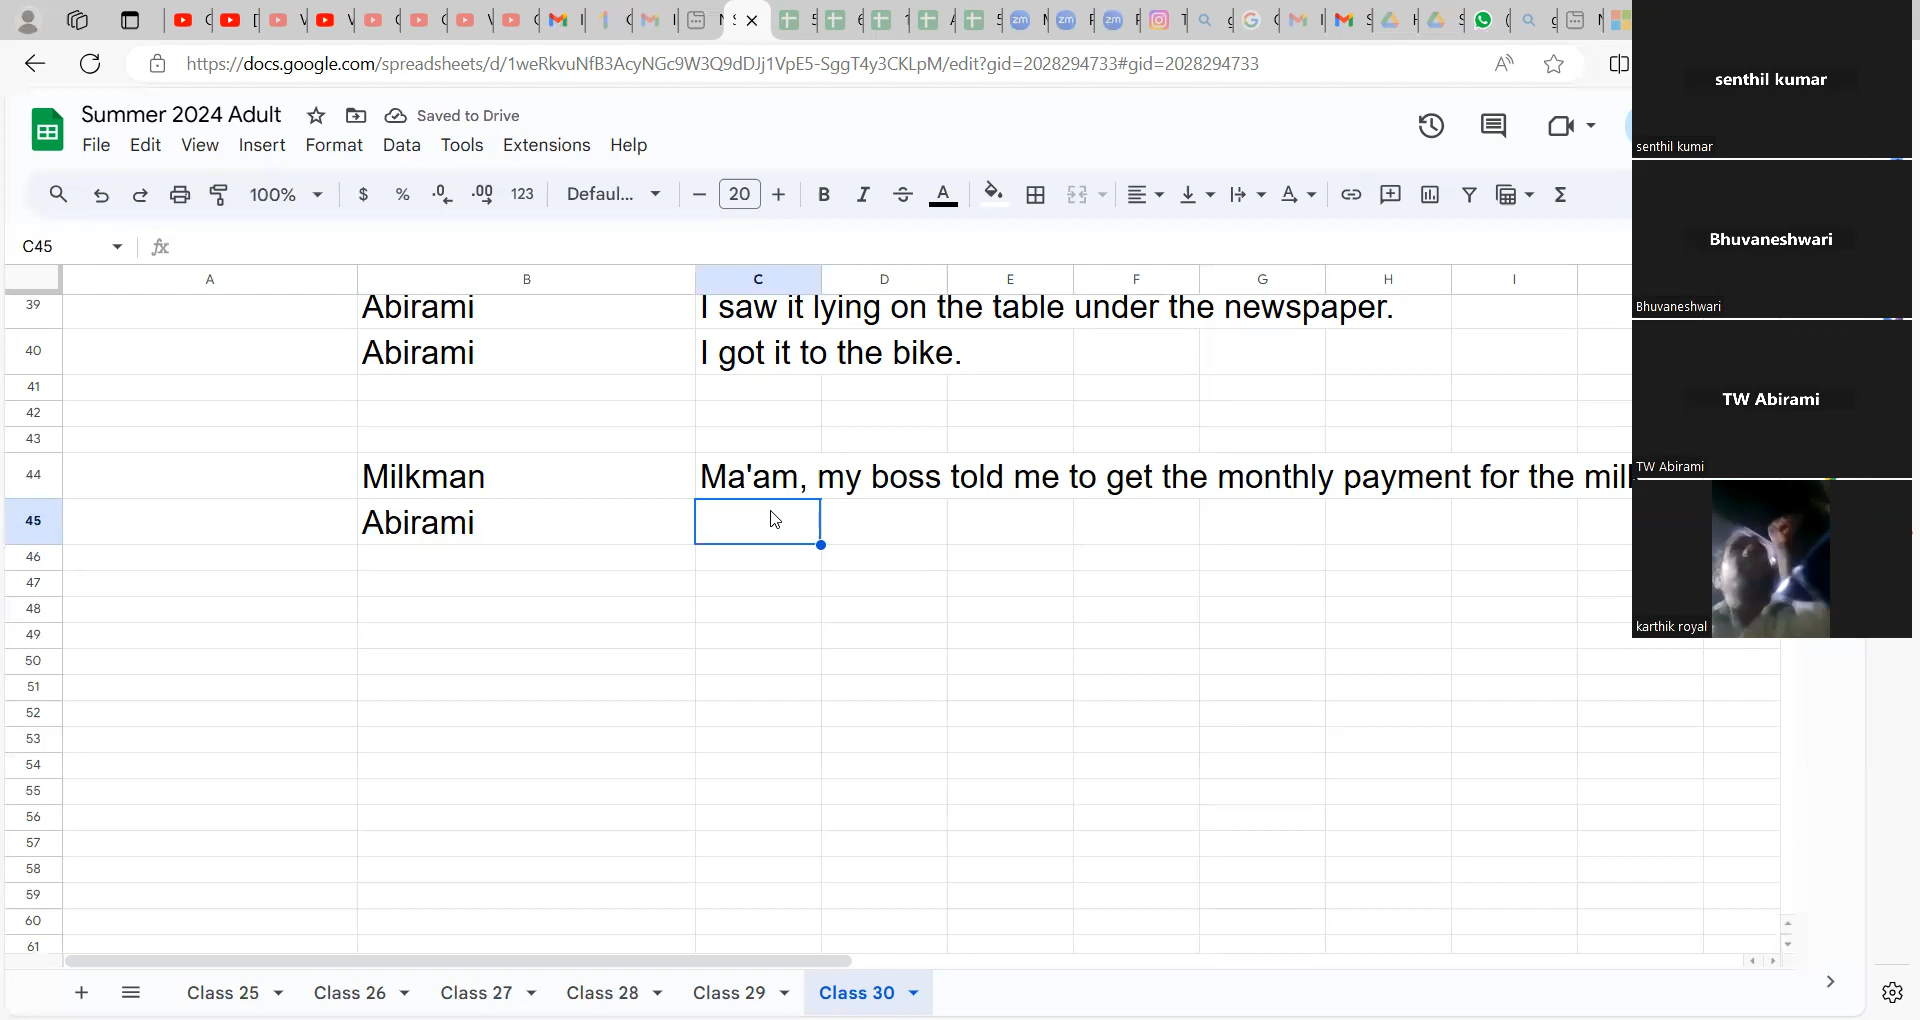 https://docs.google.com/spreadsheets/d/1weRkvuNfB3AcyNGc9W3Q9dDJj1VpE5-SggT4y3CKLpM/edit?gid=2028294733#gid=2028294733
Summer 2024 Adult
Saved to Drive
File Edit View Insert Format Data Tools Extensions Help
100% $ % .0 .00 123 Defaul... 20 B I S A
C45 fx
A B C D E F G H I
39 Abirami I saw it lying on the table under the newspaper.
40 Abirami I got it to the bike.
41
42
43
44 Milkman Ma'am, my boss told me to get the monthly payment for the mil
45 Abirami
46
47
48
49
50
51
52
53
54
55
56
57
58
59
60
61
Class 25 Class 26 Class 27 Class 28 Class 29 Class 30
senthil kumar
senthil kumar
Bhuvaneshwari
Bhuvaneshwari
TW Abirami
TW Abirami
karthik royal